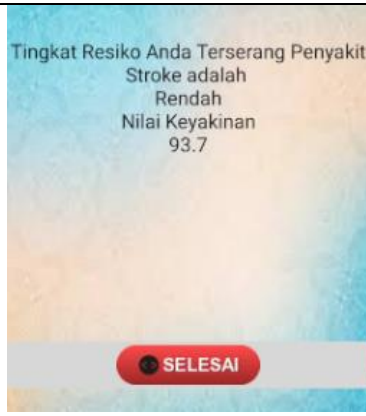 Tingkat Resiko Anda Terserang Penyakit
Stroke adalah
Rendah
Nilai Keyakinan
93.7
SELESAI